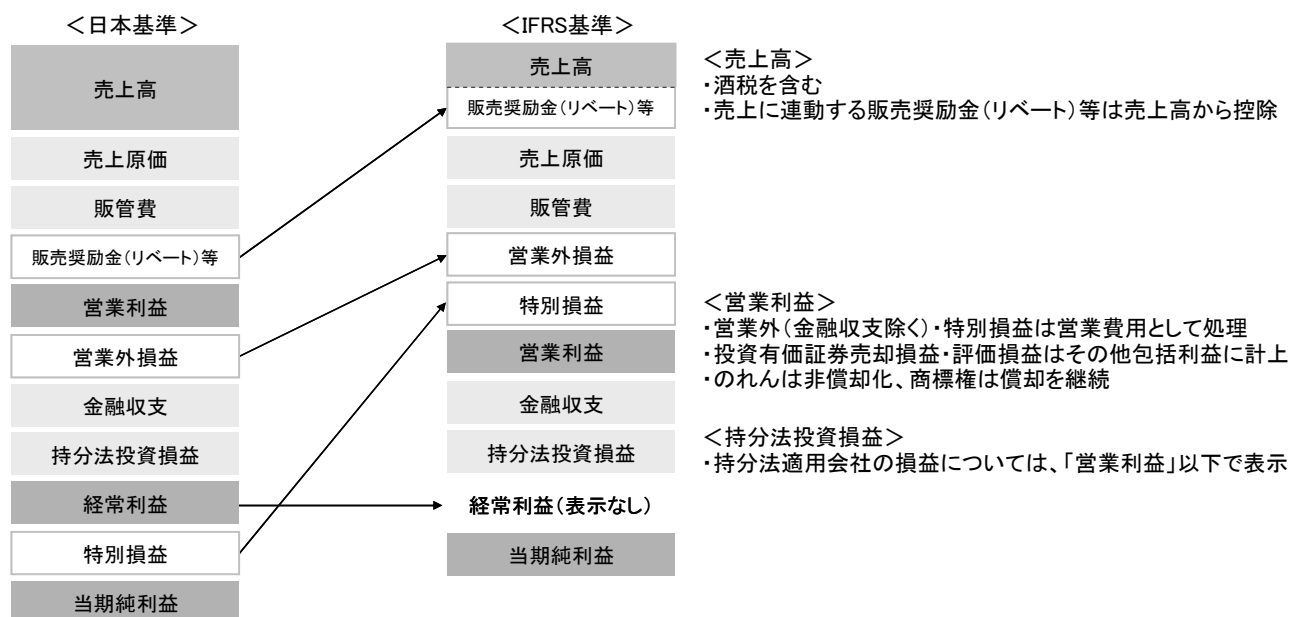 ＜日本基準＞
売上高
売上原価
販管費
販売奨励金（リベート）等
営業利益
営業外損益
金融収支
持分法投資損益
経常利益
特別損益
当期純利益
＜IFRS基準＞
売上高
販売奨励金（リベート）等
売上原価
販管費
営業外損益
特別損益
営業利益
金融収支
持分法投資損益
経常利益（表示なし）
当期純利益
＜売上高＞
・酒税を含む
・売上に連動する販売奨励金（リベート）等は売上高から控除
＜営業利益＞
・営業外（金融収支除く）・特別損益は営業費用として処理
・投資有価証券売却損益・評価損益はその他包括利益に計上
・のれんは非償却化、商標権は償却を継続
＜持分法投資損益＞
・持分法適用会社の損益については、「営業利益」以下で表示